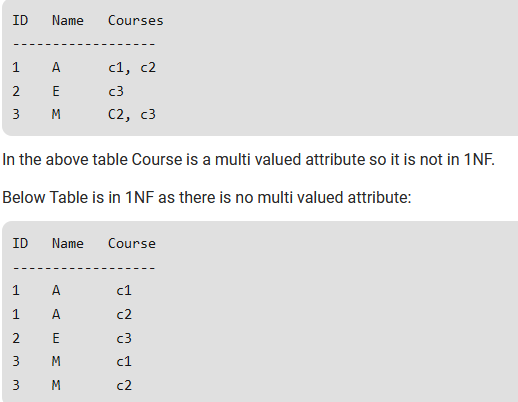 ID Name Courses
------------------
1 A c1, c2
2 E c3
3 M C2, c3
In the above table Course is a multi valued attribute so it is not in 1NF.
Below Table is in 1NF as there is no multi valued attribute:
ID Name Course
------------------
1 A c1
1 A c2
2 E c3
3 M c1
3 M c2